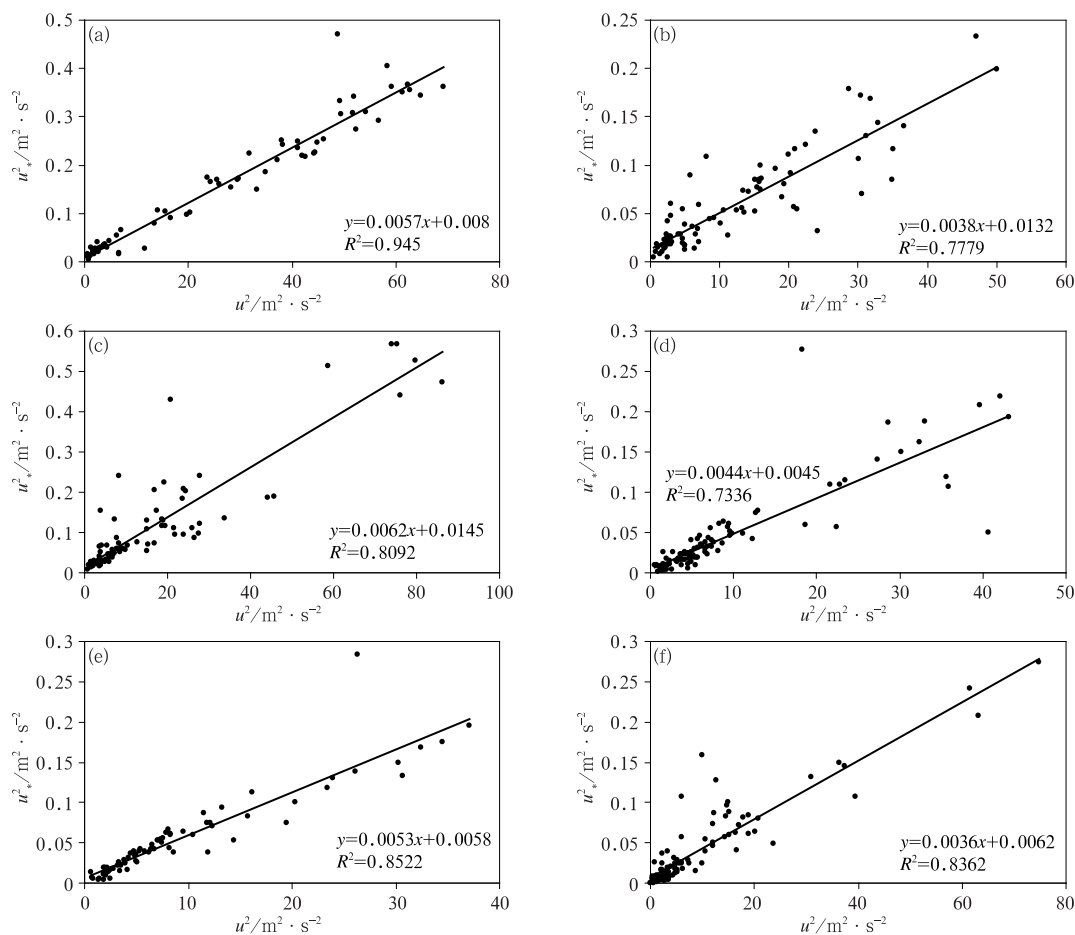 (a)
0.5
0.4
0.3
0.2
0.1
0
0 20 40 60 80
u²*/m²·s⁻²
u²/m²·s⁻²
y=0.0057x+0.008
R²=0.945
(b)
0.25
0.20
0.15
0.10
0.05
0
0 10 20 30 40 50 60
u²*/m²·s⁻²
u²/m²·s⁻²
y=0.0038x+0.0132
R²=0.7779
(c)
0.6
0.5
0.4
0.3
0.2
0.1
0
0 20 40 60 80 100
u²*/m²·s⁻²
u²/m²·s⁻²
y=0.0062x+0.0145
R²=0.8092
(d)
0.3
0.25
0.2
0.15
0.1
0.05
0
0 10 20 30 40 50
u²*/m²·s⁻²
u²/m²·s⁻²
y=0.0044x+0.0045
R²=0.7336
(e)
0.3
0.25
0.2
0.15
0.1
0.05
0
0 10 20 30 40
u²*/m²·s⁻²
u²/m²·s⁻²
y=0.0053x+0.0058
R²=0.8522
(f)
0.3
0.25
0.2
0.15
0.1
0.05
0
0 20 40 60 80
u²*/m²·s⁻²
u²/m²·s⁻²
y=0.0036x+0.0062
R²=0.8362